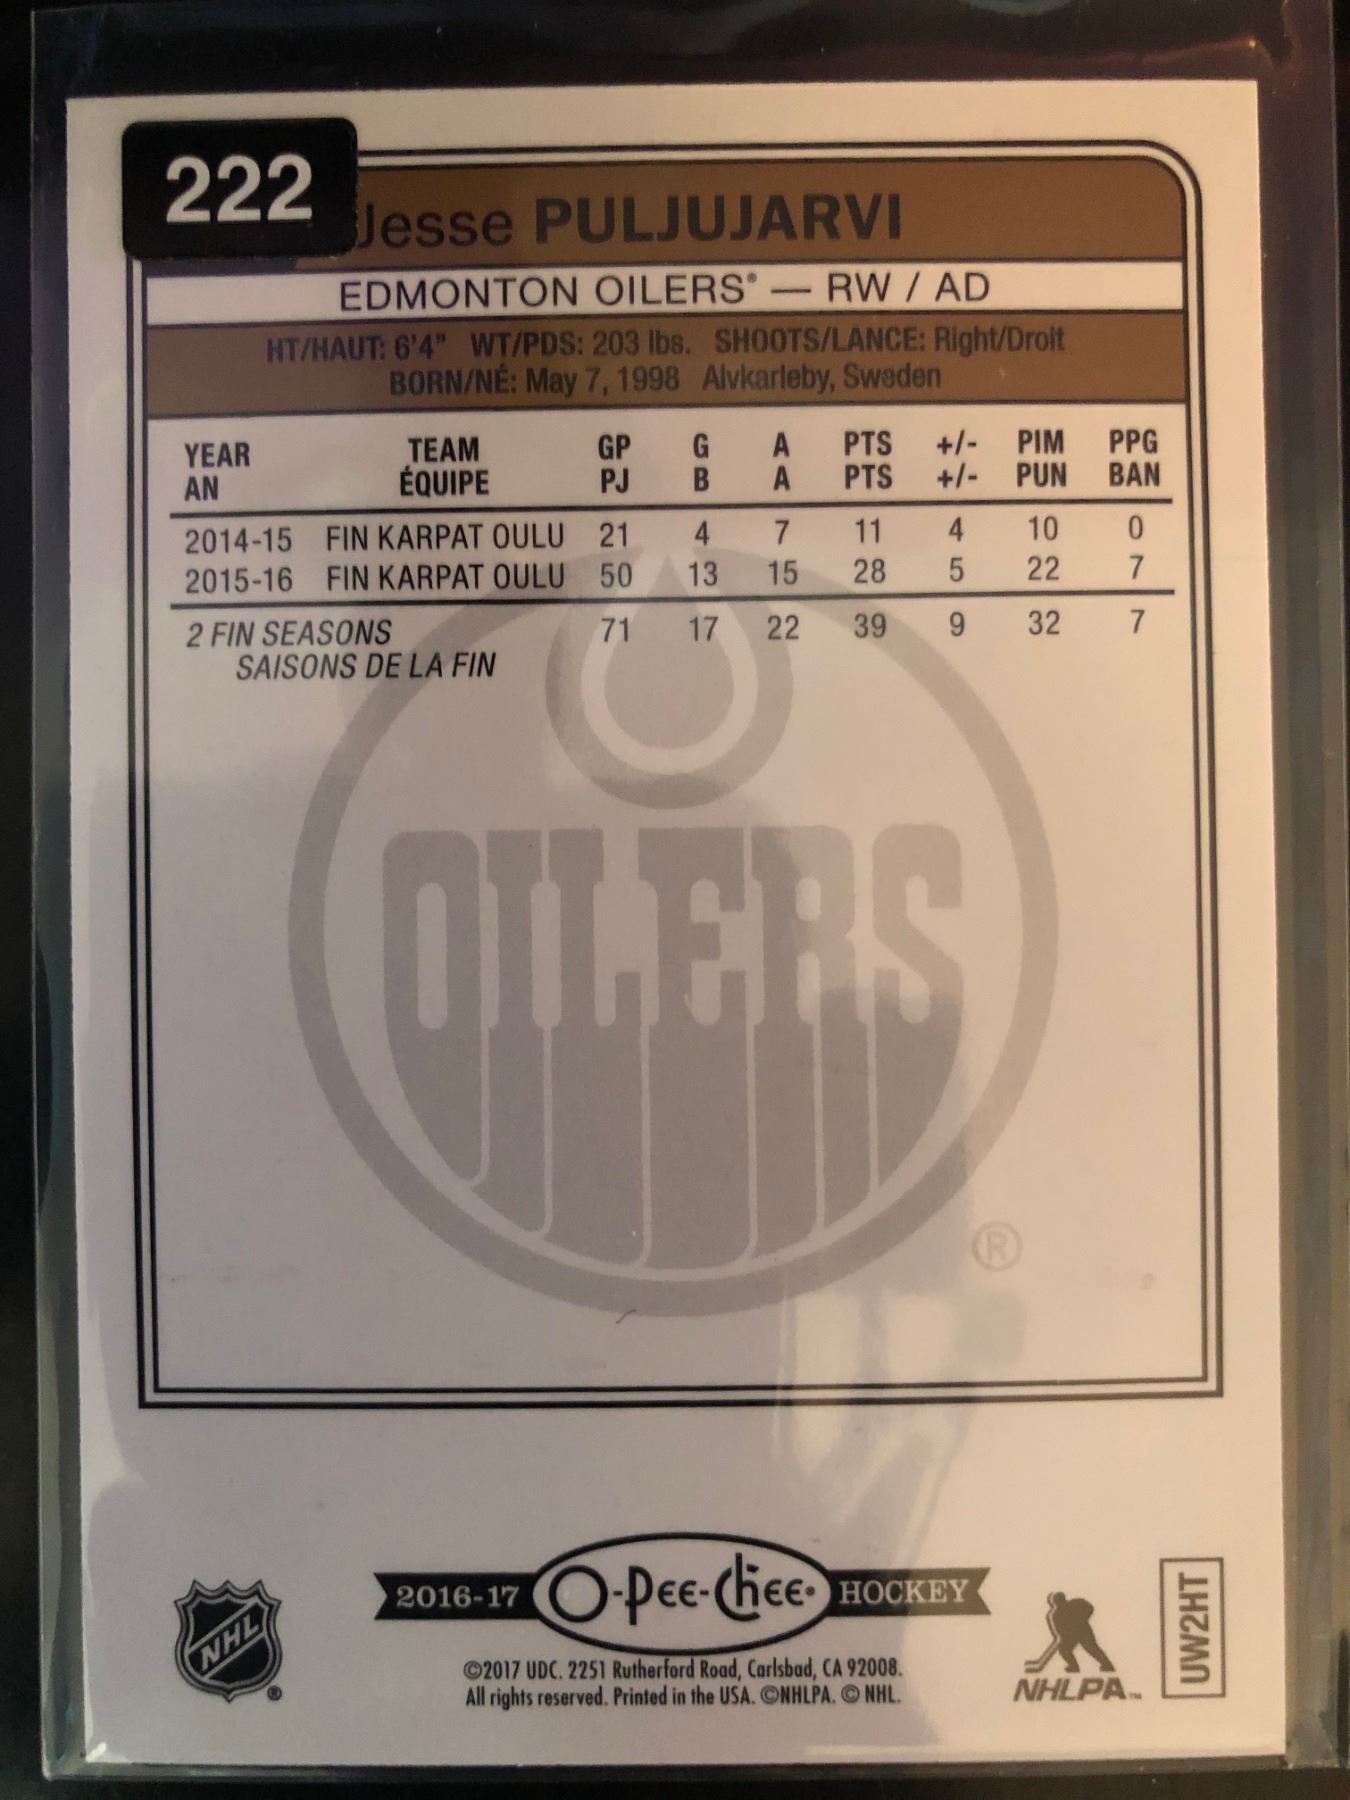 222
Jesse PULJUJARVI
EDMONTON OILERS® — RW / AD
HT/HAUT: 6'4" WT/PDS: 203 lbs. SHOOTS/LANCE: Right/Droit
BORN/NÉ: May 7, 1998 Alvkarleby, Sweden
YEAR TEAM GP G A PTS +/- PIM PPG
AN ÉQUIPE PJ B A PTS +/- PUN BAN
2014-15 FIN KARPAT OULU 21 4 7 11 4 10 0
2015-16 FIN KARPAT OULU 50 13 15 28 5 22 7
2 FIN SEASONS 71 17 22 39 9 32 7
SAISONS DE LA FIN
OILERS
®
2016-17 O-Pee-Chee® HOCKEY
NHL®
©2017 UDC. 2251 Rutherford Road, Carlsbad, CA 92008.
All rights reserved. Printed in the USA. ©NHLPA. © NHL.
NHLPA™
UW2HT